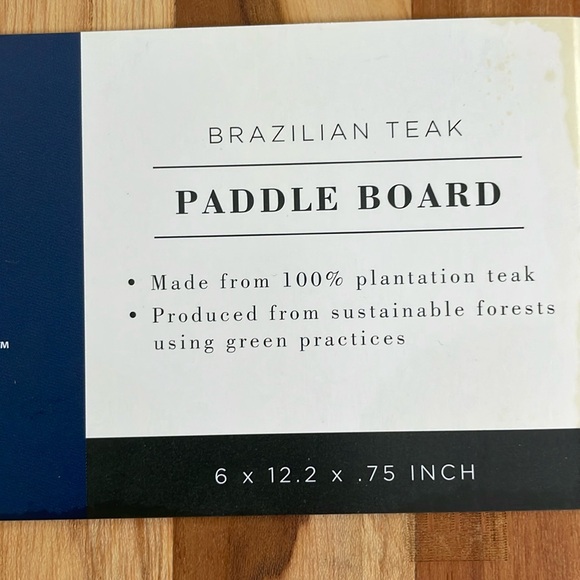 BRAZILIAN TEAK
PADDLE BOARD
• Made from 100% plantation teak
• Produced from sustainable forests
using green practices
TM
6 x 12.2 x .75 INCH